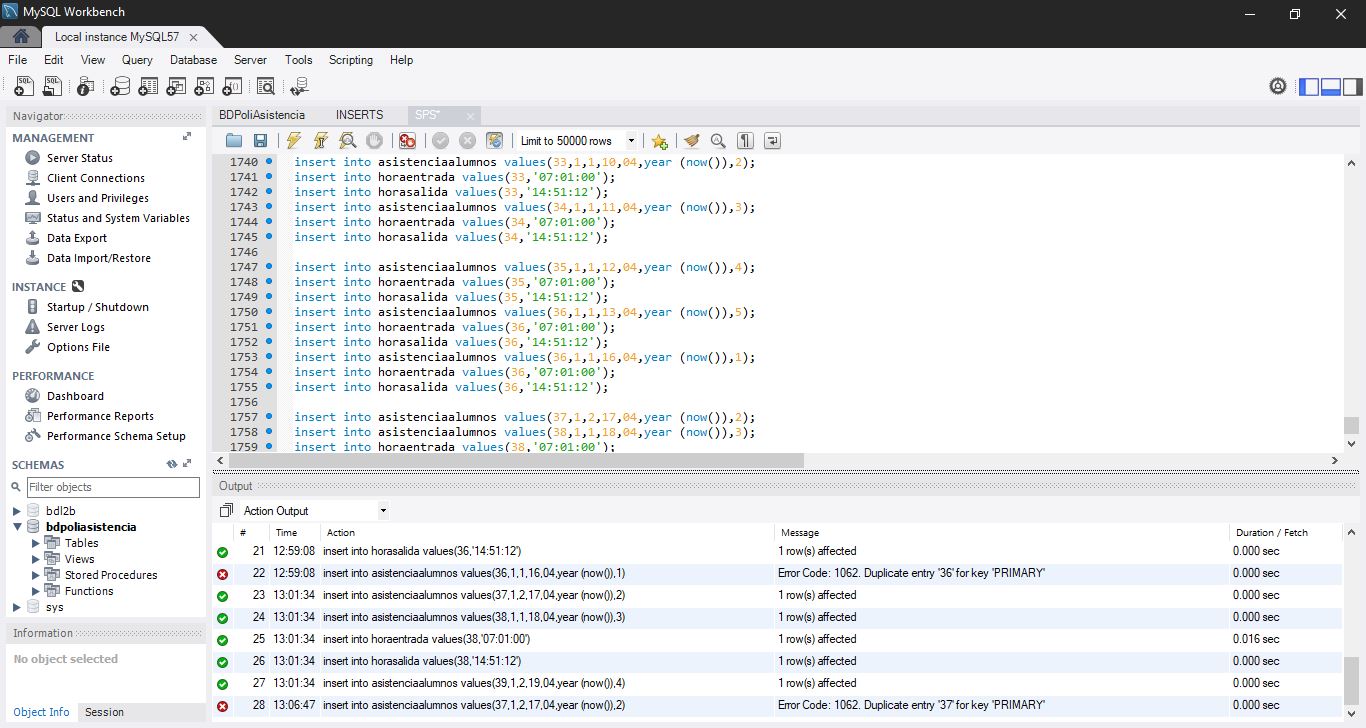 MySQL Workbench
Local instance MySQL57
File Edit View Query Database Server Tools Scripting Help
Navigator
MANAGEMENT
Server Status
Client Connections
Users and Privileges
Status and System Variables
Data Export
Data Import/Restore
INSTANCE
Startup / Shutdown
Server Logs
Options File
PERFORMANCE
Dashboard
Performance Reports
Performance Schema Setup
SCHEMAS
Filter objects
bdl2b
bdpoliasistencia
Tables
Views
Stored Procedures
Functions
sys
Information
No object selected
Object Info Session
BDPoliAsistencia INSERTS SPS*
Limit to 50000 rows
1740 insert into asistenciaalumnos values(33,1,1,10,04,year (now()),2);
1741 insert into horaentrada values(33,'07:01:00');
1742 insert into horasalida values(33,'14:51:12');
1743 insert into asistenciaalumnos values(34,1,1,11,04,year (now()),3);
1744 insert into horaentrada values(34,'07:01:00');
1745 insert into horasalida values(34,'14:51:12');
1746
1747 insert into asistenciaalumnos values(35,1,1,12,04,year (now()),4);
1748 insert into horaentrada values(35,'07:01:00');
1749 insert into horasalida values(35,'14:51:12');
1750 insert into asistenciaalumnos values(36,1,1,13,04,year (now()),5);
1751 insert into horaentrada values(36,'07:01:00');
1752 insert into horasalida values(36,'14:51:12');
1753 insert into asistenciaalumnos values(36,1,1,16,04,year (now()),1);
1754 insert into horaentrada values(36,'07:01:00');
1755 insert into horasalida values(36,'14:51:12');
1756
1757 insert into asistenciaalumnos values(37,1,2,17,04,year (now()),2);
1758 insert into asistenciaalumnos values(38,1,1,18,04,year (now()),3);
1759 insert into horaentrada values(38,'07:01:00');
Output
Action Output
# Time Action Message Duration / Fetch
21 12:59:08 insert into horasalida values(36,'14:51:12') 1 row(s) affected 0.000 sec
22 12:59:08 insert into asistenciaalumnos values(36,1,1,16,04,year (now()),1) Error Code: 1062. Duplicate entry '36' for key 'PRIMARY' 0.000 sec
23 13:01:34 insert into asistenciaalumnos values(37,1,2,17,04,year (now()),2) 1 row(s) affected 0.000 sec
24 13:01:34 insert into asistenciaalumnos values(38,1,1,18,04,year (now()),3) 1 row(s) affected 0.000 sec
25 13:01:34 insert into horaentrada values(38,'07:01:00') 1 row(s) affected 0.016 sec
26 13:01:34 insert into horasalida values(38,'14:51:12') 1 row(s) affected 0.000 sec
27 13:01:34 insert into asistenciaalumnos values(39,1,2,19,04,year (now()),4) 1 row(s) affected 0.000 sec
28 13:06:47 insert into asistenciaalumnos values(37,1,2,17,04,year (now()),2) Error Code: 1062. Duplicate entry '37' for key 'PRIMARY' 0.000 sec